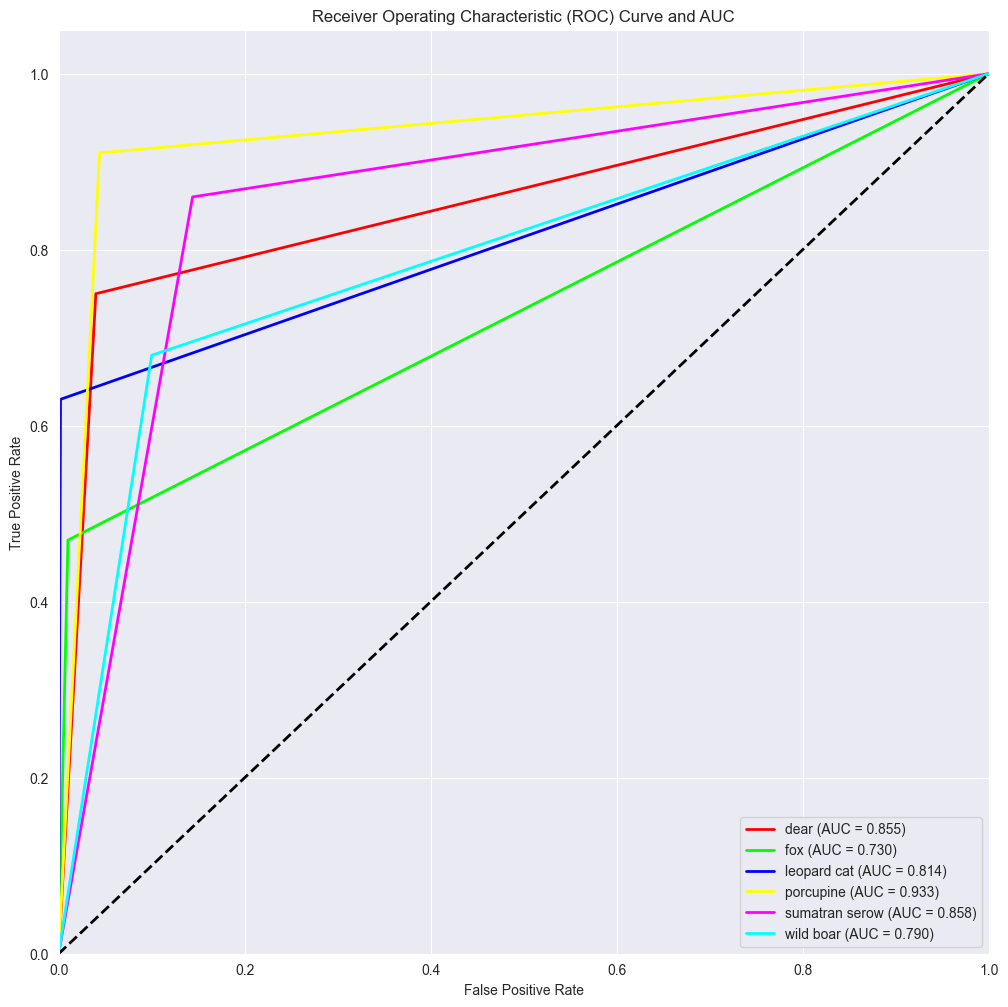 Receiver Operating Characteristic (ROC) Curve and AUC
True Positive Rate
1.0
0.8
0.6
0.4
0.2
0.0
0.0 0.2 0.4 0.6 0.8 1.0
False Positive Rate
dear (AUC = 0.855)
fox (AUC = 0.730)
leopard cat (AUC = 0.814)
porcupine (AUC = 0.933)
sumatran serow (AUC = 0.858)
wild boar (AUC = 0.790)